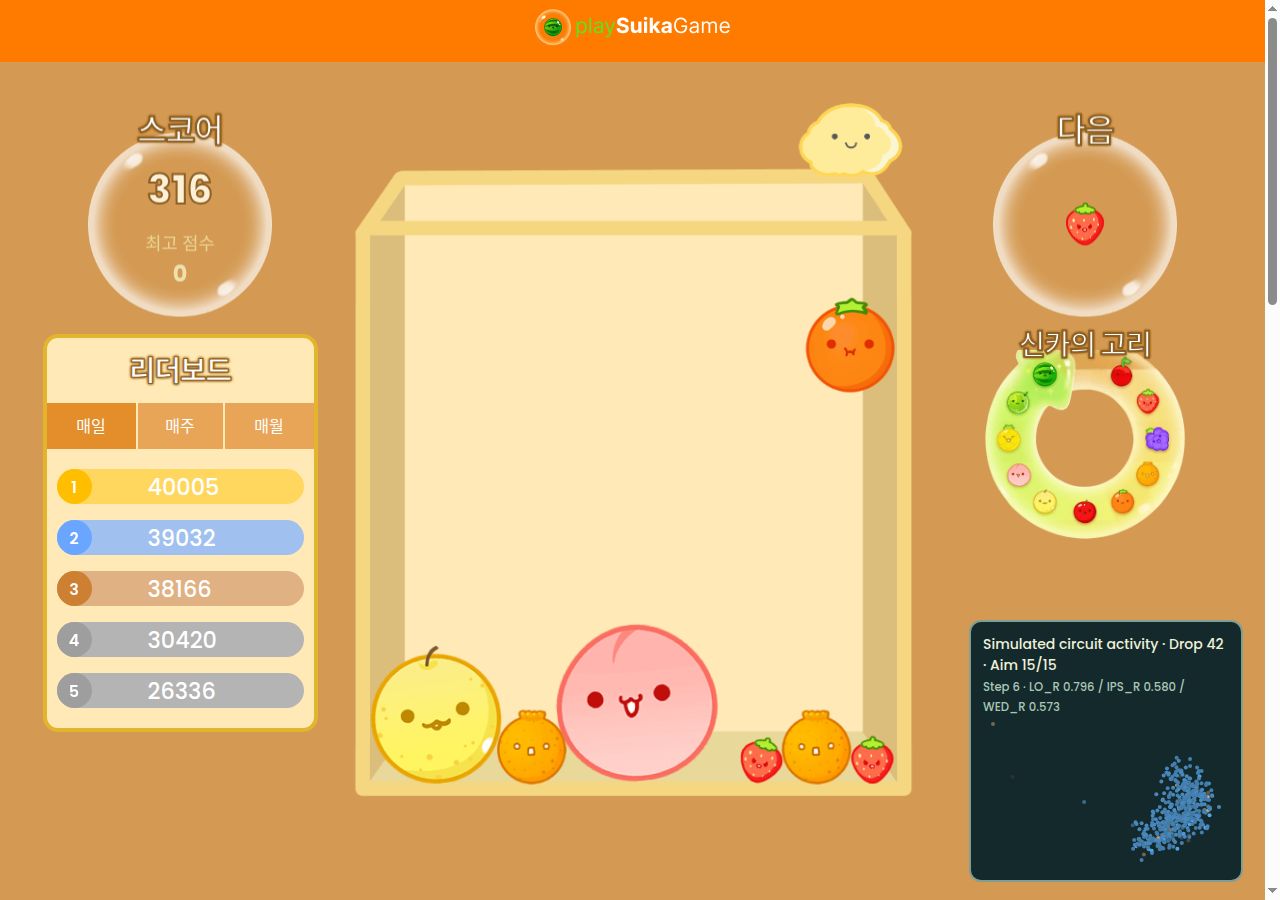 playSuikaGame
스코어
316
최고 점수
0
다음
신카의 고리
리더보드
매일 매주 매월
1 40005
2 39032
3 38166
4 30420
5 26336
Simulated circuit activity · Drop 42
· Aim 15/15
Step 6 · LO_R 0.796 / IPS_R 0.580 /
WED_R 0.573